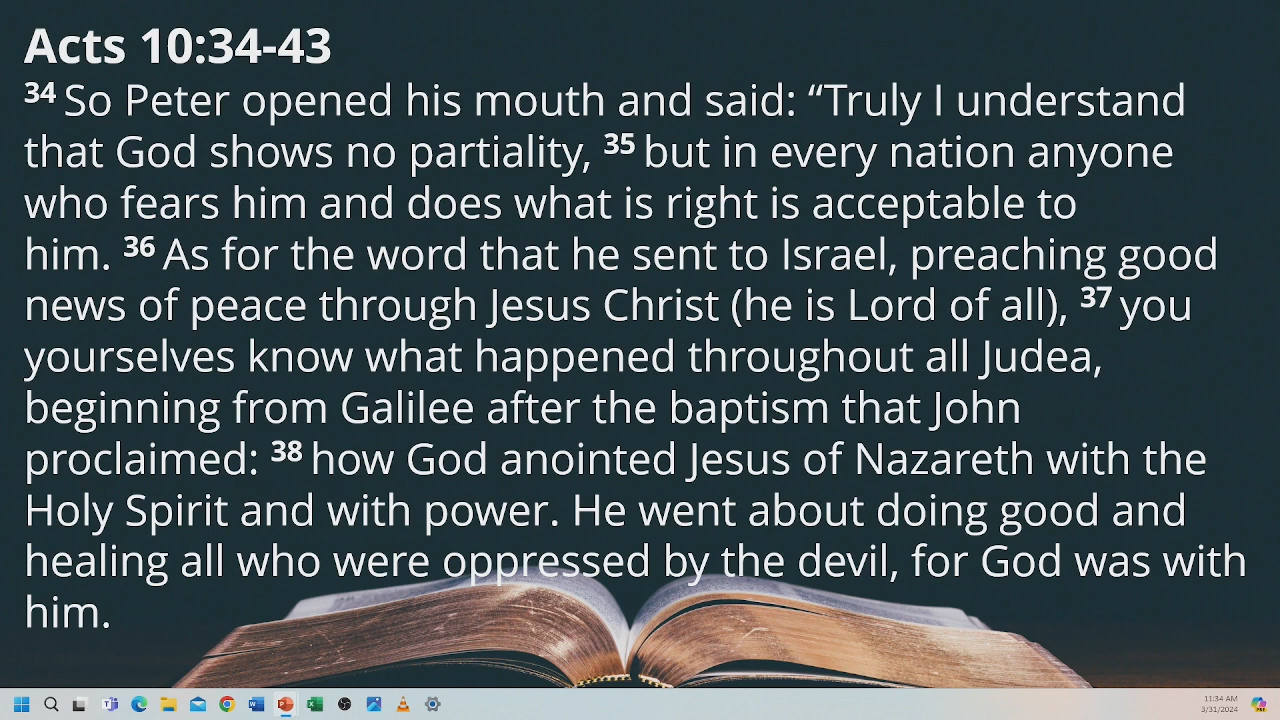 Acts 10:34-43
34 So Peter opened his mouth and said: “Truly I understand
that God shows no partiality, 35 but in every nation anyone
who fears him and does what is right is acceptable to
him. 36 As for the word that he sent to Israel, preaching good
news of peace through Jesus Christ (he is Lord of all), 37 you
yourselves know what happened throughout all Judea,
beginning from Galilee after the baptism that John
proclaimed: 38 how God anointed Jesus of Nazareth with the
Holy Spirit and with power. He went about doing good and
healing all who were oppressed by the devil, for God was with
him.
11:34 AM
3/31/2024